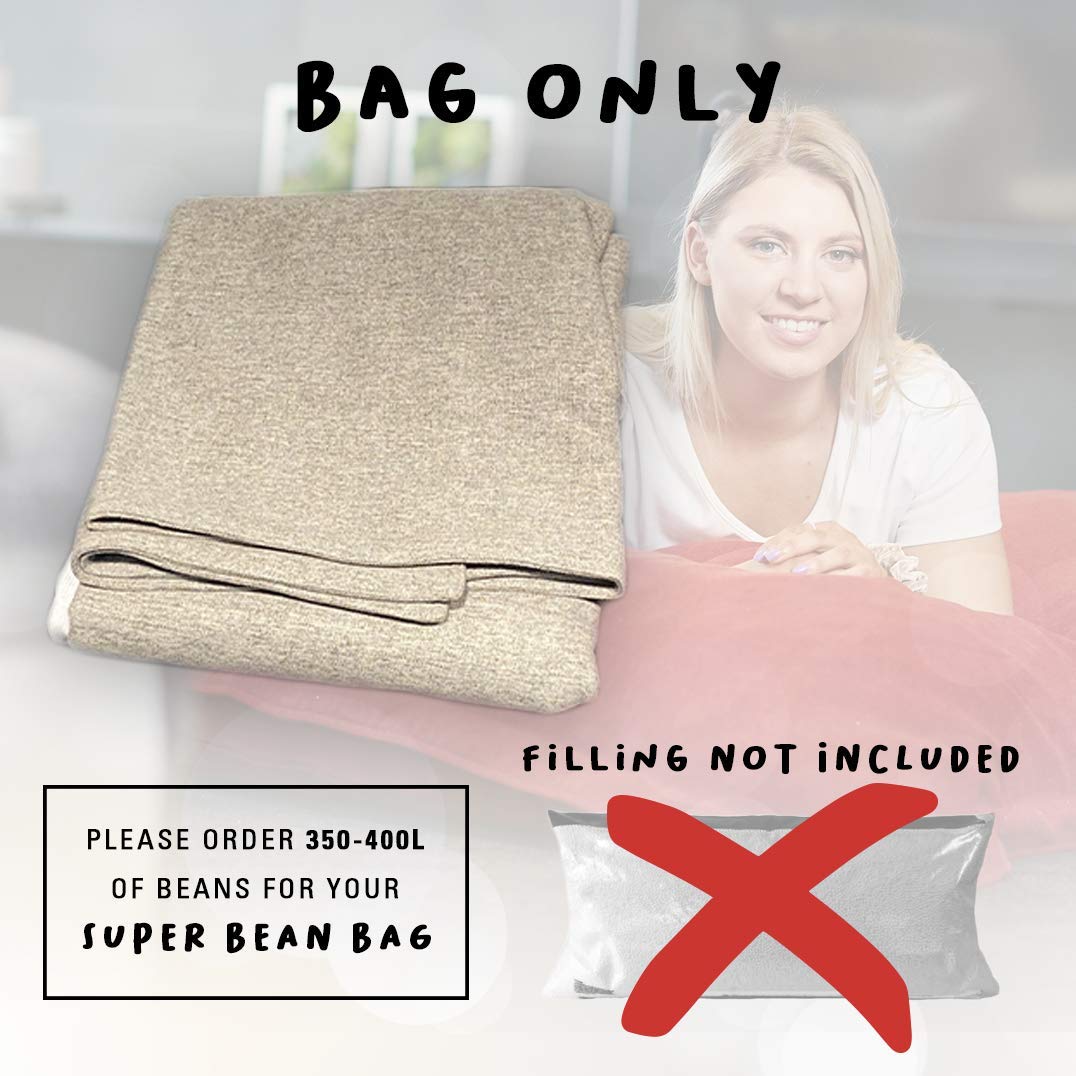 BAG ONLY
FILLING NOT INCLUDED
PLEASE ORDER 350-400L
OF BEANS FOR YOUR
SUPER BEAN BAG